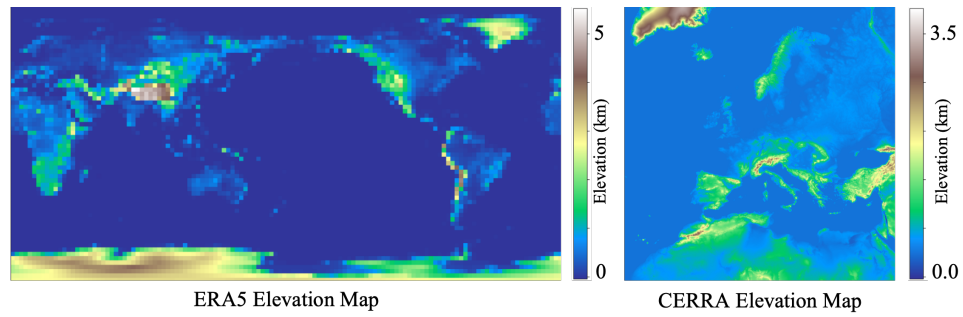 5
Elevation (km)
0
ERA5 Elevation Map
3.5
Elevation (km)
0.0
CERRA Elevation Map